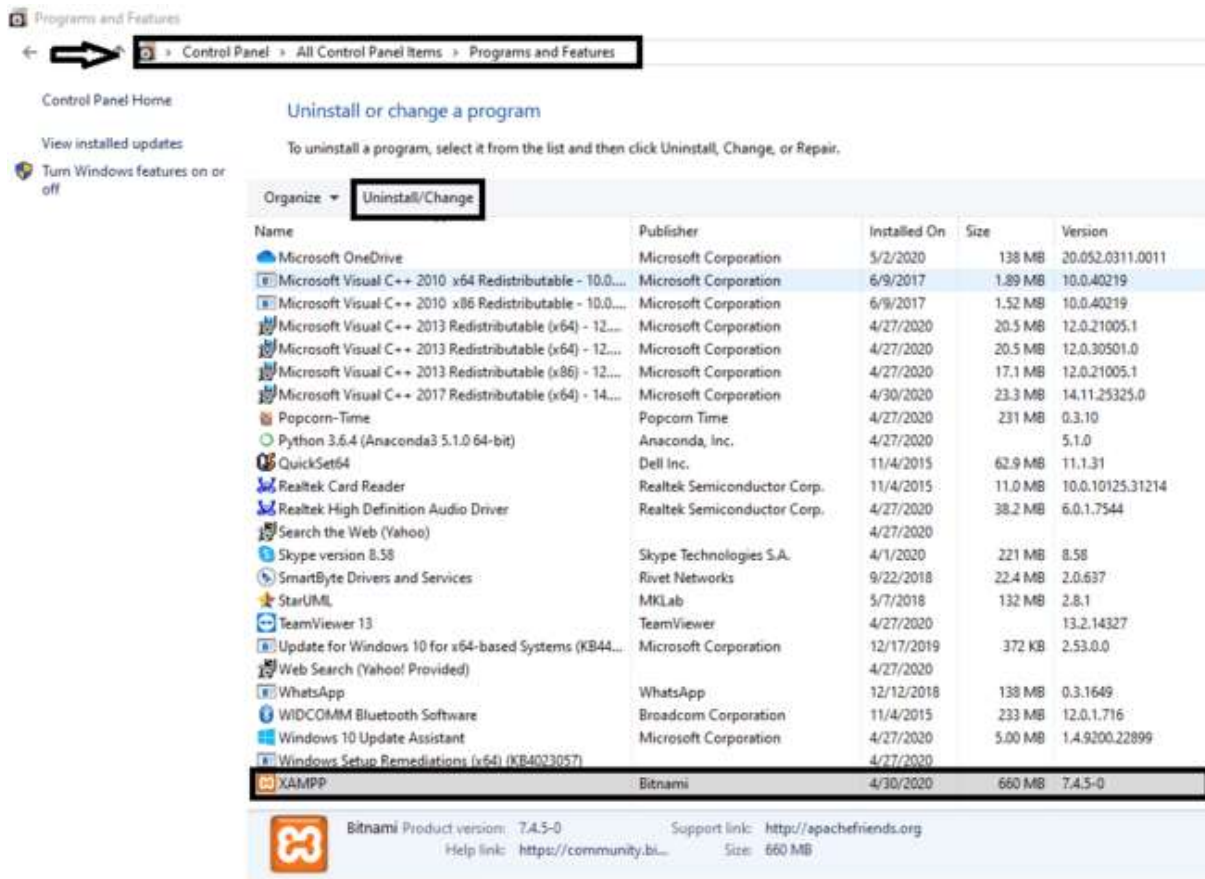 Programs and Features
Control Panel > All Control Panel Items > Programs and Features
Control Panel Home
View installed updates
Turn Windows features on or
off
Uninstall or change a program
To uninstall a program, select it from the list and then click Uninstall, Change, or Repair.
Organize Uninstall/Change
Name Publisher Installed On Size Version
Microsoft OneDrive Microsoft Corporation 5/2/2020 138 MB 20.052.0311.0011
Microsoft Visual C++ 2010 x64 Redistributable - 10.0.... Microsoft Corporation 6/9/2017 1.89 MB 10.0.40219
Microsoft Visual C++ 2010 x86 Redistributable - 10.0.... Microsoft Corporation 6/9/2017 1.52 MB 10.0.40219
Microsoft Visual C++ 2013 Redistributable (x64) - 12.... Microsoft Corporation 4/27/2020 20.5 MB 12.0.21005.1
Microsoft Visual C++ 2013 Redistributable (x64) - 12.... Microsoft Corporation 4/27/2020 20.5 MB 12.0.30501.0
Microsoft Visual C++ 2013 Redistributable (x86) - 12.... Microsoft Corporation 4/27/2020 17.1 MB 12.0.21005.1
Microsoft Visual C++ 2017 Redistributable (x64) - 14.... Microsoft Corporation 4/30/2020 23.3 MB 14.11.25325.0
Popcorn-Time Popcorn Time 4/27/2020 231 MB 0.3.10
Python 3.6.4 (Anaconda3 5.1.0 64-bit) Anaconda, Inc. 4/27/2020 5.1.0
QuickSet64 Dell Inc. 11/4/2015 62.9 MB 11.1.31
Realtek Card Reader Realtek Semiconductor Corp. 11/4/2015 11.0 MB 10.0.10125.31214
Realtek High Definition Audio Driver Realtek Semiconductor Corp. 4/27/2020 38.2 MB 6.0.1.7544
Search the Web (Yahoo) 4/27/2020
Skype version 8.58 Skype Technologies S.A. 4/1/2020 221 MB 8.58
SmartByte Drivers and Services Rivet Networks 9/22/2018 22.4 MB 2.0.637
StarUML MKLab 5/7/2018 132 MB 2.8.1
TeamViewer 13 TeamViewer 4/27/2020 13.2.14327
Update for Windows 10 for x64-based Systems (KB44... Microsoft Corporation 12/17/2019 372 KB 2.53.0.0
Web Search (Yahoo! Provided) 4/27/2020
WhatsApp WhatsApp 12/12/2018 138 MB 0.3.1649
WIDCOMM Bluetooth Software Broadcom Corporation 11/4/2015 233 MB 12.0.1.716
Windows 10 Update Assistant Microsoft Corporation 4/27/2020 5.00 MB 1.4.9200.22899
Windows Setup Remediations (x64) (KB4023057) 4/27/2020
XAMPP Bitnami 4/30/2020 660 MB 7.4.5-0
Bitnami Product version: 7.4.5-0 Support link: http://apachefriends.org
Help link: https://community.bi... Size: 660 MB